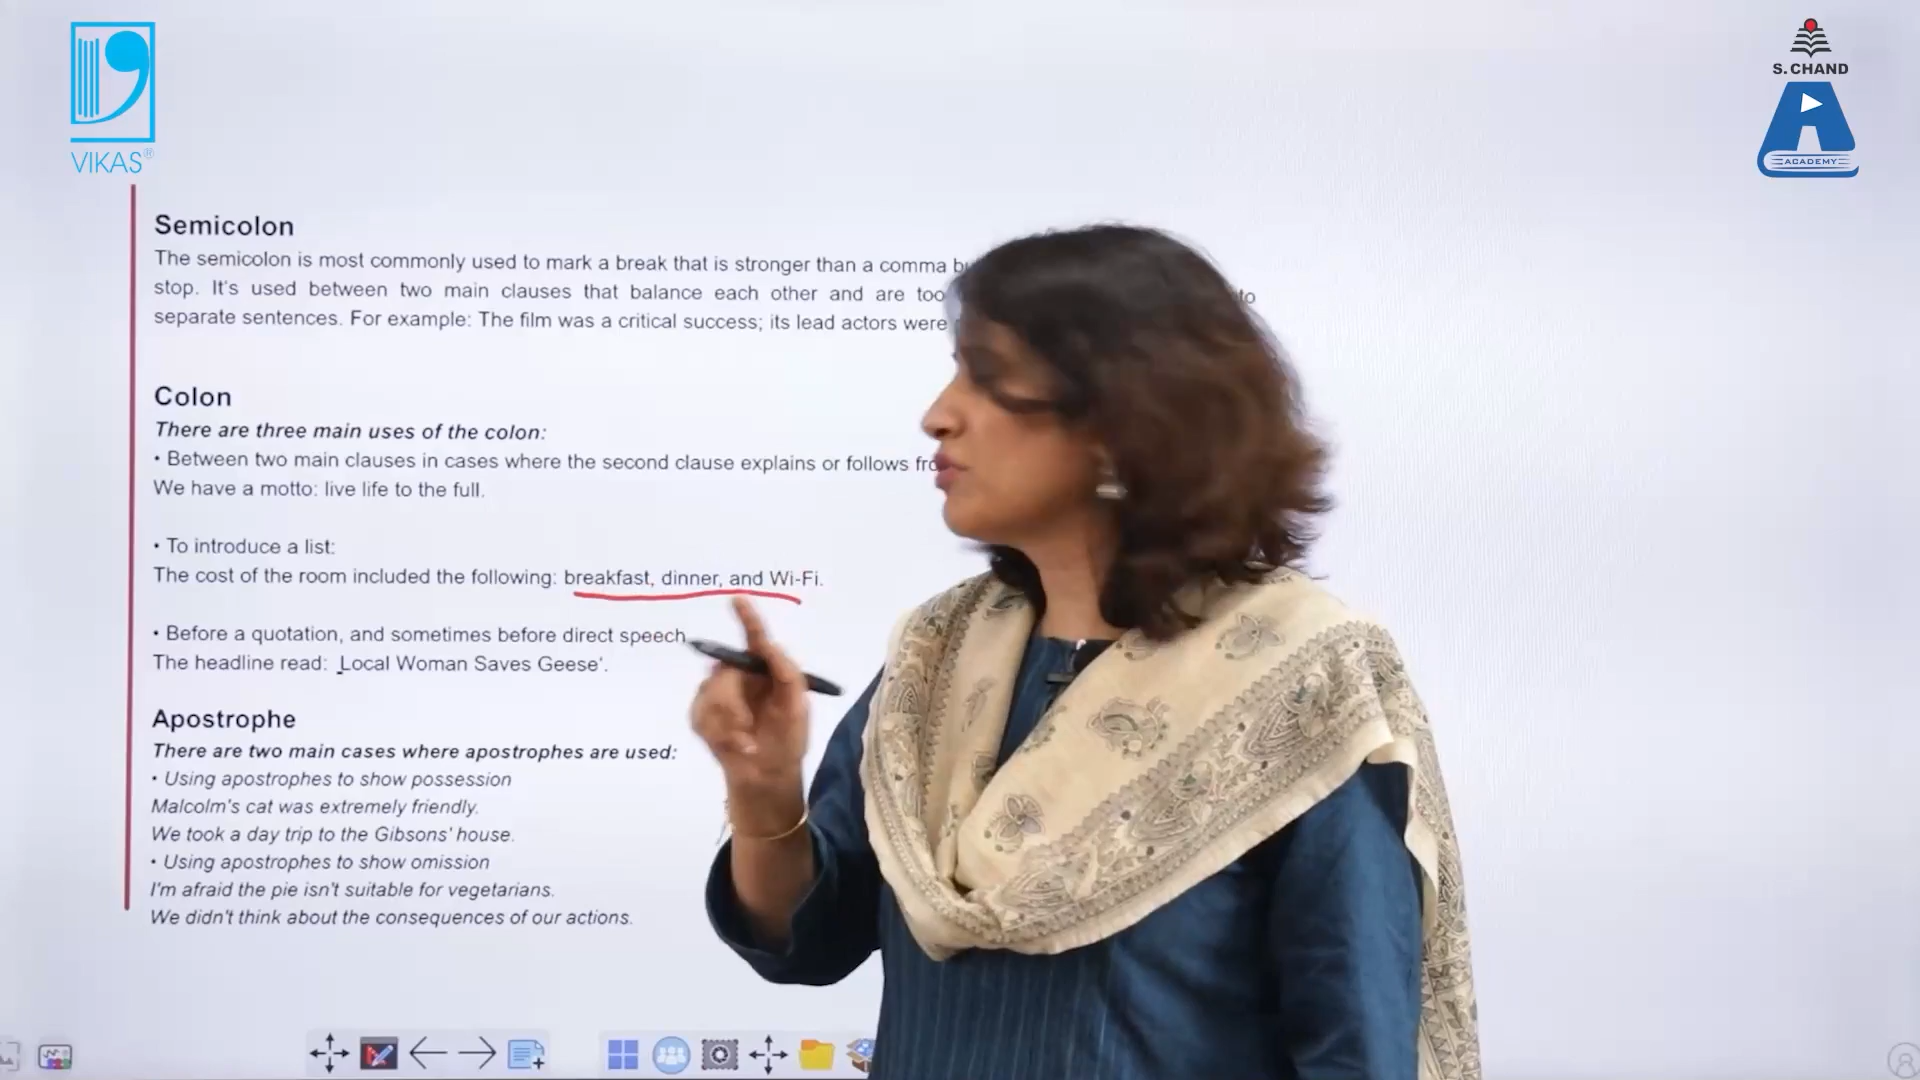 VIKAS®
S.CHAND
ACADEMY
Semicolon
The semicolon is most commonly used to mark a break that is stronger than a comma
stop. It's used between two main clauses that balance each other and are too to
separate sentences. For example: The film was a critical success; its lead actors were
Colon
There are three main uses of the colon:
• Between two main clauses in cases where the second clause explains or follows
We have a motto: live life to the full.
• To introduce a list:
The cost of the room included the following: breakfast, dinner, and Wi-Fi.
• Before a quotation, and sometimes before direct speech
The headline read: Local Woman Saves Geese'.
Apostrophe
There are two main cases where apostrophes are used:
• Using apostrophes to show possession
Malcolm's cat was extremely friendly.
We took a day trip to the Gibsons' house.
• Using apostrophes to show omission
I'm afraid the pie isn't suitable for vegetarians.
We didn't think about the consequences of our actions.